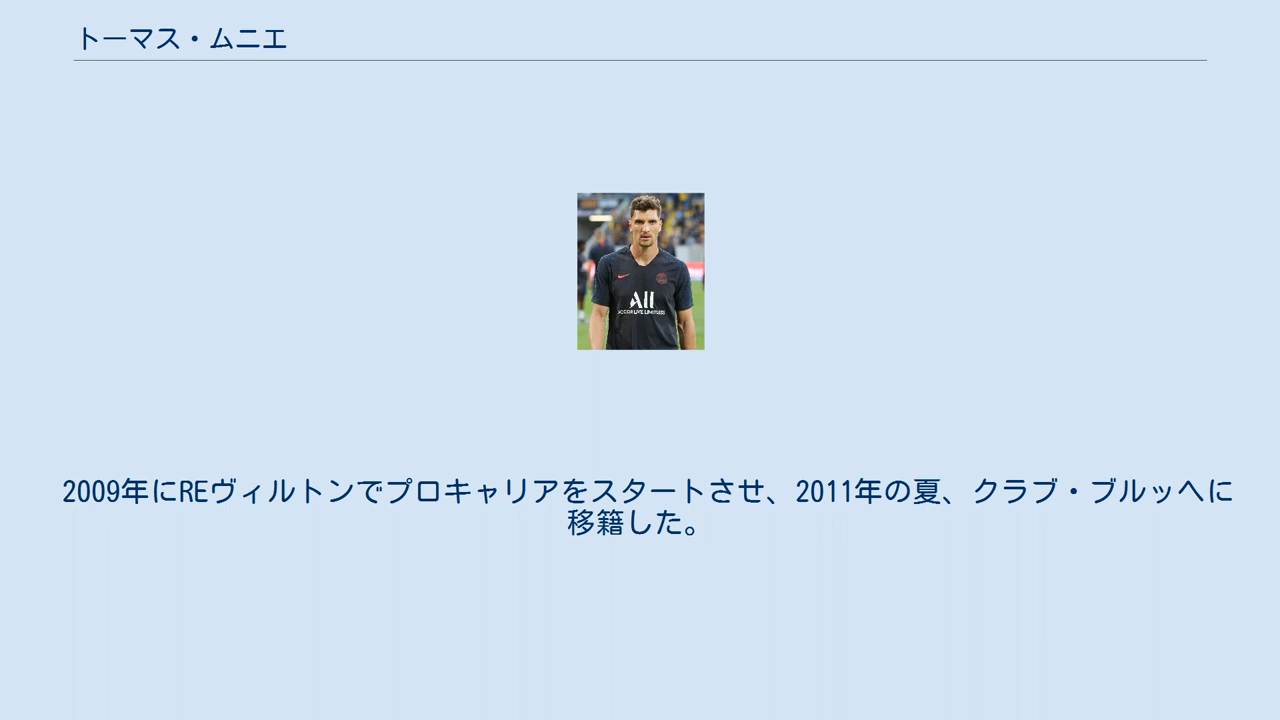 トーマス・ムニエ
All
2009年にREヴィルトンでプロキャリアをスタートさせ、2011年の夏、クラブ・ブルッヘに
移籍した。